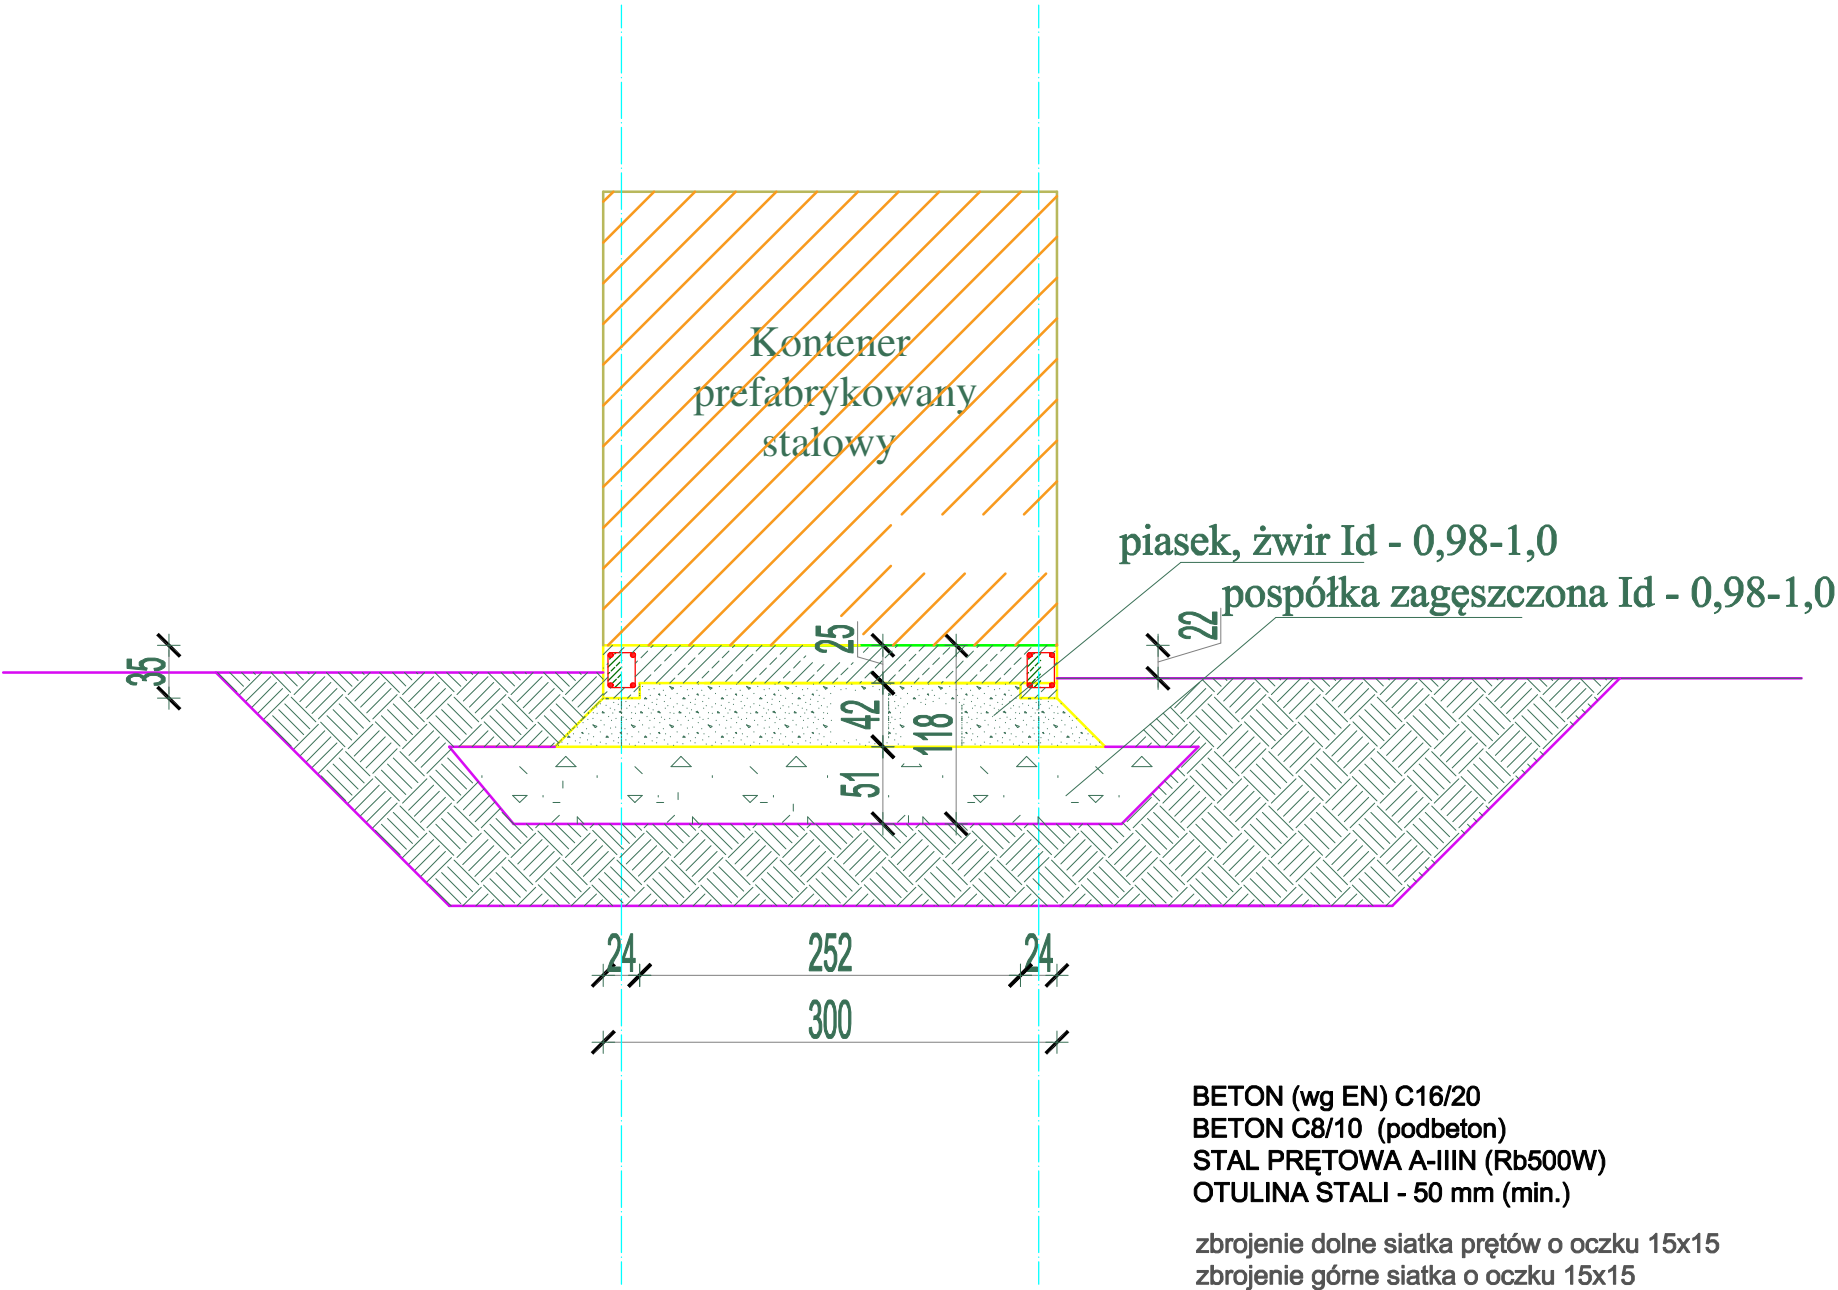 Kontener
prefabrykowany
stalowy
piasek, żwir Id - 0,98-1,0
pospółka zagęszczona Id - 0,98-1,0
22
25
35
42
118
51
24
252
24
300
BETON (wg EN) C16/20
BETON C8/10 (podbeton)
STAL PRĘTOWA A-IIIN (Rb500W)
OTULINA STALI - 50 mm (min.)
zbrojenie dolne siatka prętów o oczku 15x15
zbrojenie górne siatka o oczku 15x15